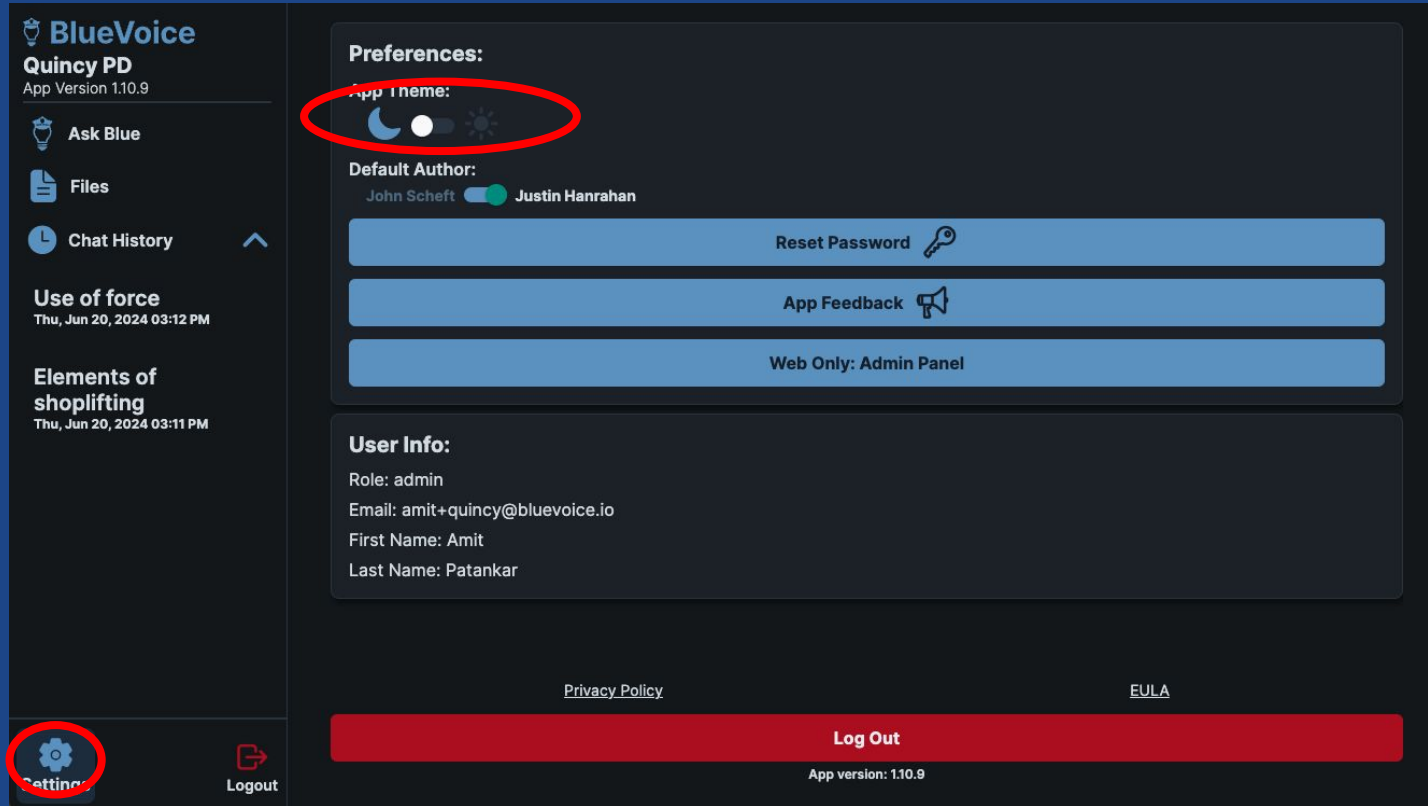 BlueVoice
Quincy PD
App Version 1.10.9
Ask Blue
Files
Chat History
Use of force
Thu, Jun 20, 2024 03:12 PM
Elements of
shoplifting
Thu, Jun 20, 2024 03:11 PM
Settings
Logout
Preferences:
App Theme:
Default Author:
John Scheft Justin Hanrahan
Reset Password
App Feedback
Web Only: Admin Panel
User Info:
Role: admin
Email: amit+quincy@bluevoice.io
First Name: Amit
Last Name: Patankar
Privacy Policy EULA
Log Out
App version: 1.10.9